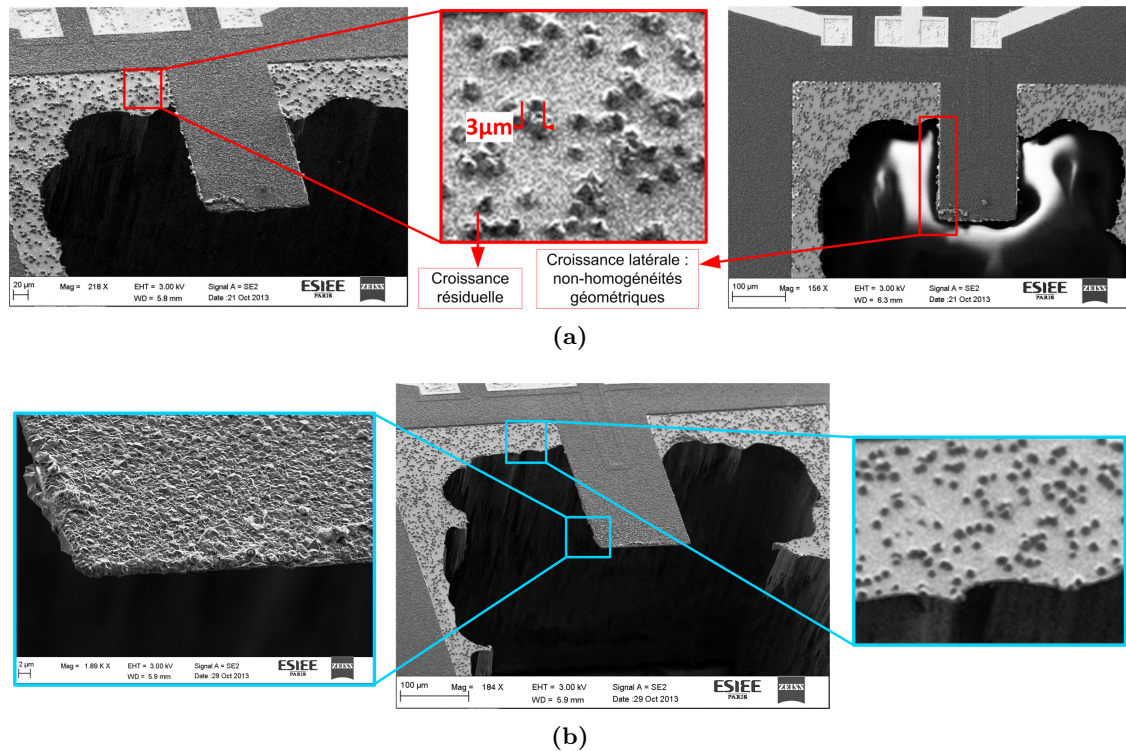 3µm
Croissance
résiduelle
Croissance latérale :
non-homogénéités
géométriques
20 µm Mag = 218 X EHT = 3.00 kV Signal A = SE2 ESIEE ZEISS
WD = 5.8 mm Date :21 Oct 2013 PARIS
100 µm Mag = 156 X EHT = 3.00 kV Signal A = SE2 ESIEE ZEISS
WD = 6.3 mm Date :21 Oct 2013 PARIS
(a)
2 µm Mag = 1.89 K X EHT = 3.00 kV Signal A = SE2 ESIEE ZEISS
WD = 5.9 mm Date :29 Oct 2013 PARIS
100 µm Mag = 184 X EHT = 3.00 kV Signal A = SE2 ESIEE ZEISS
WD = 5.9 mm Date :29 Oct 2013 PARIS
(b)